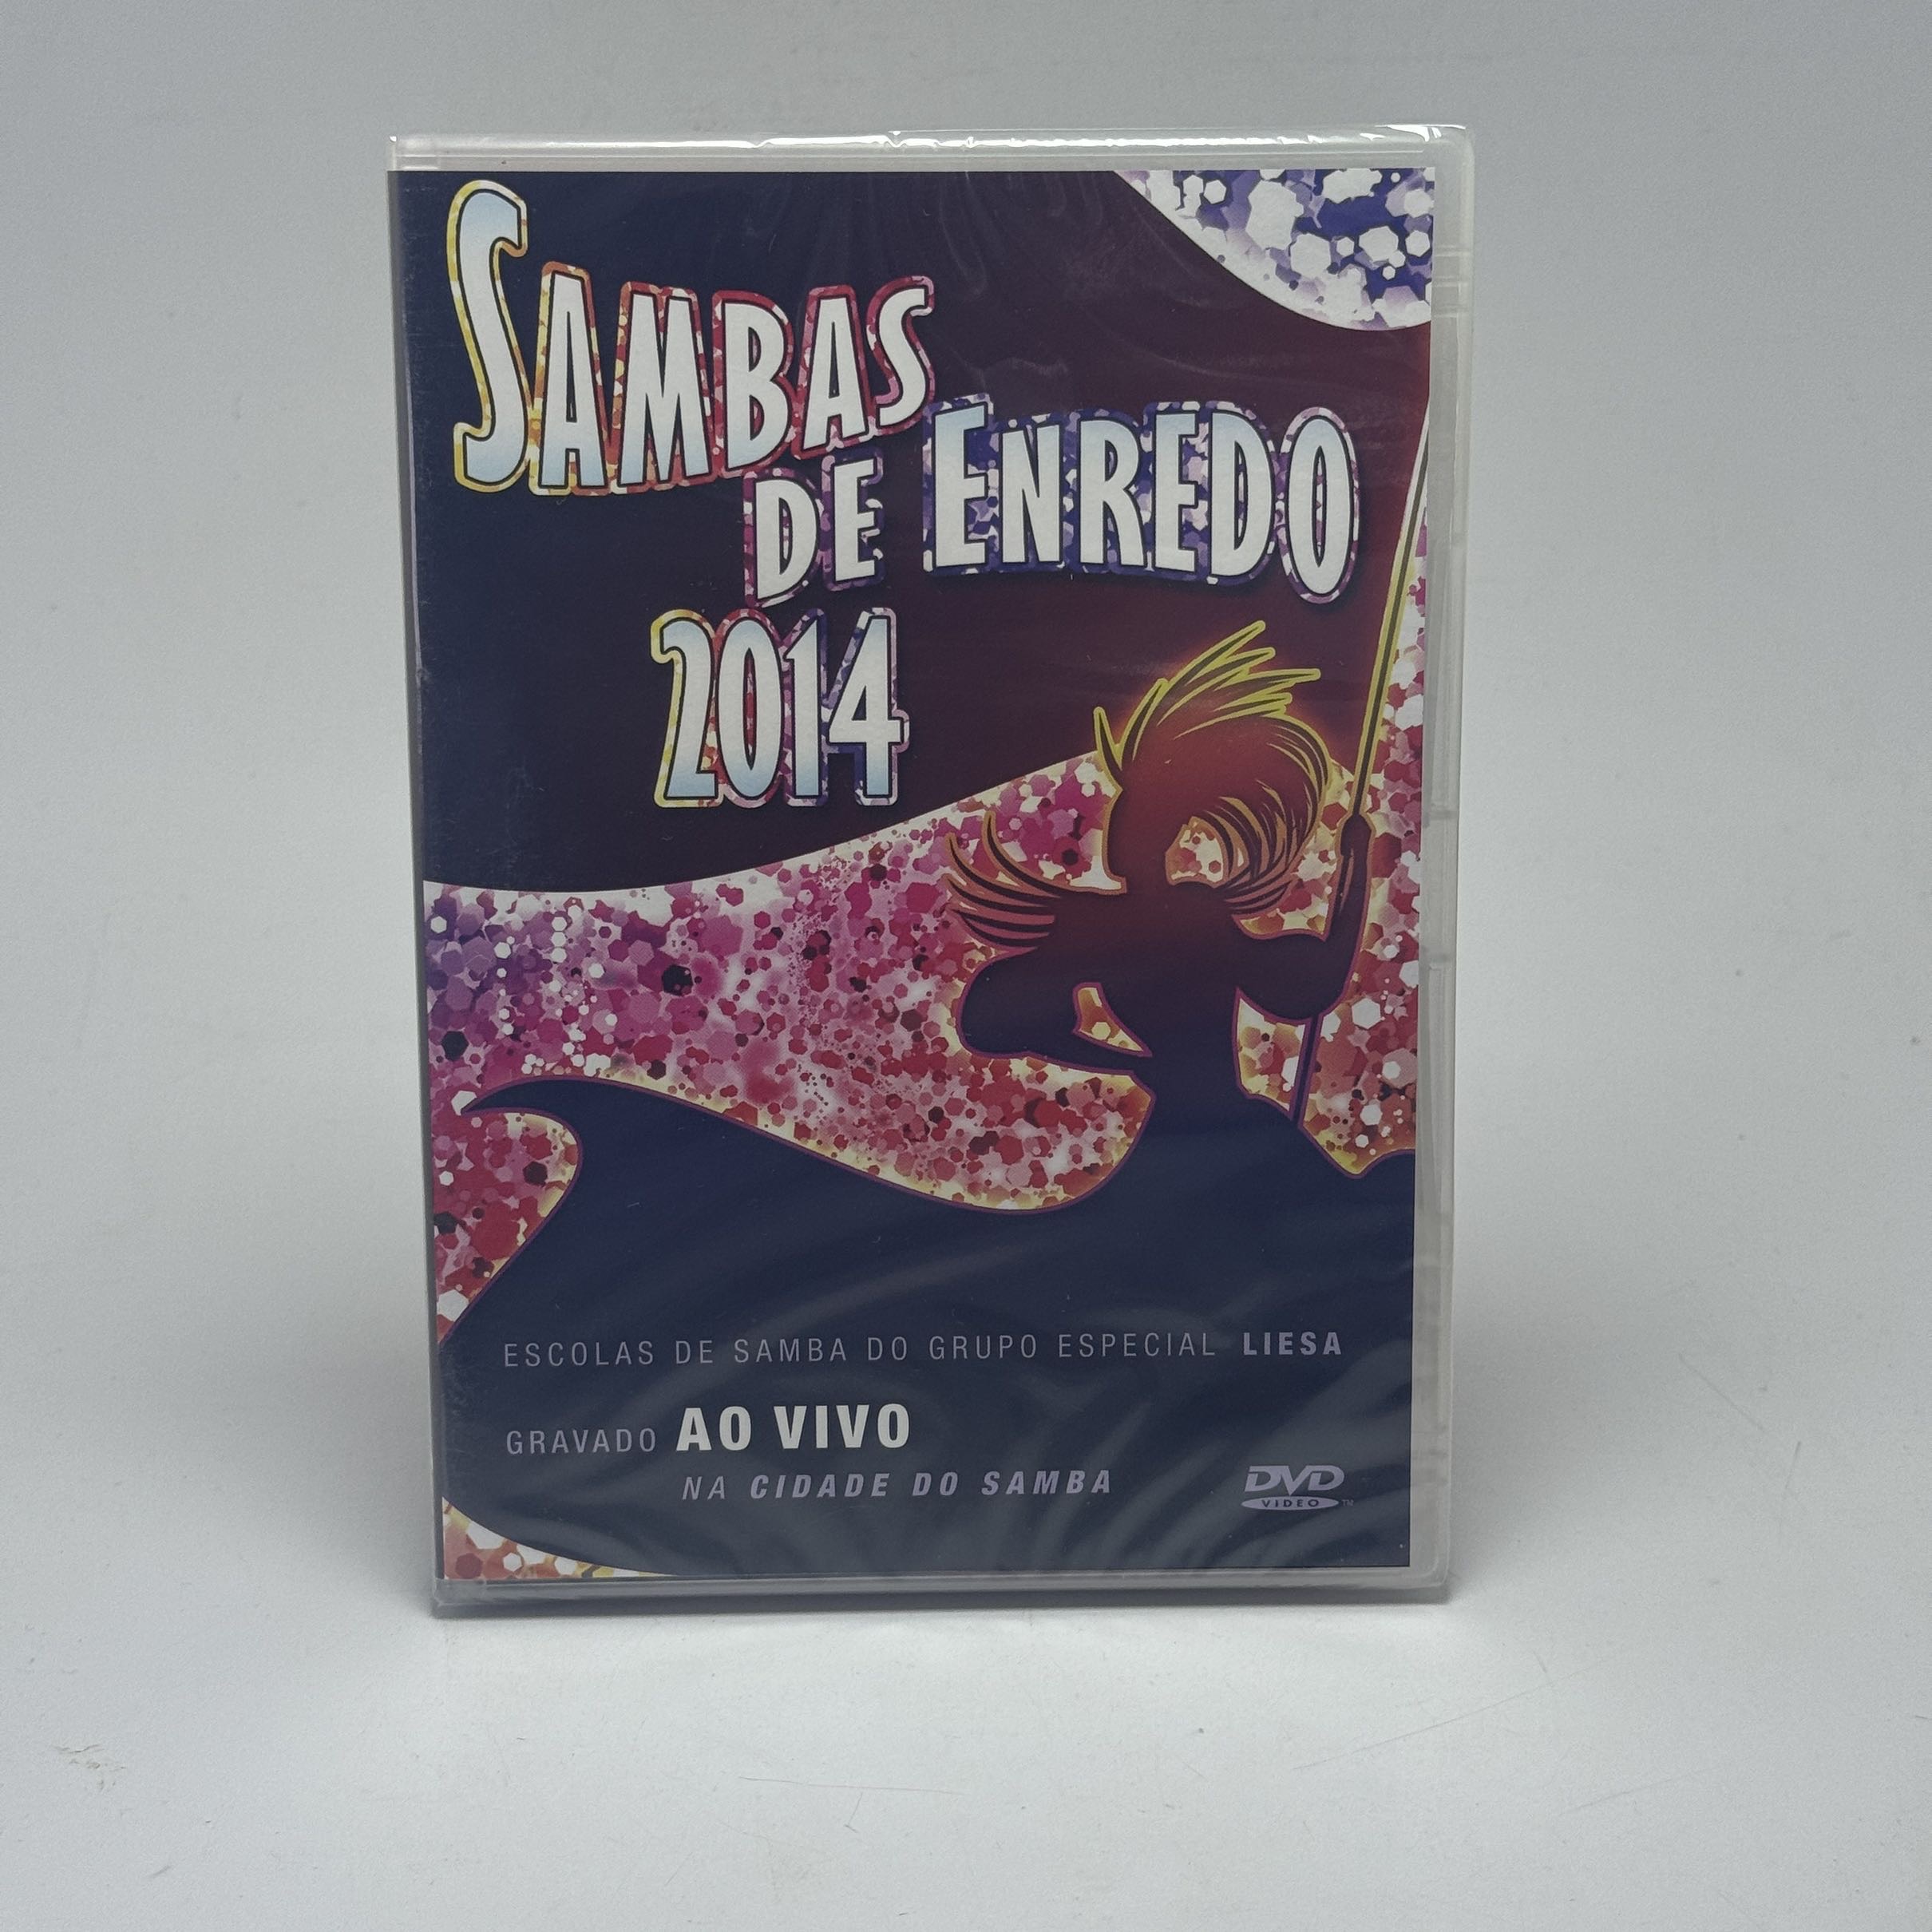 SAMBAS
DE ENREDO
2014
ESCOLAS DE SAMBA DO GRUPO ESPECIAL LIESA
GRAVADO AO VIVO
NA CIDADE DO SAMBA
DVD
VIDEO™